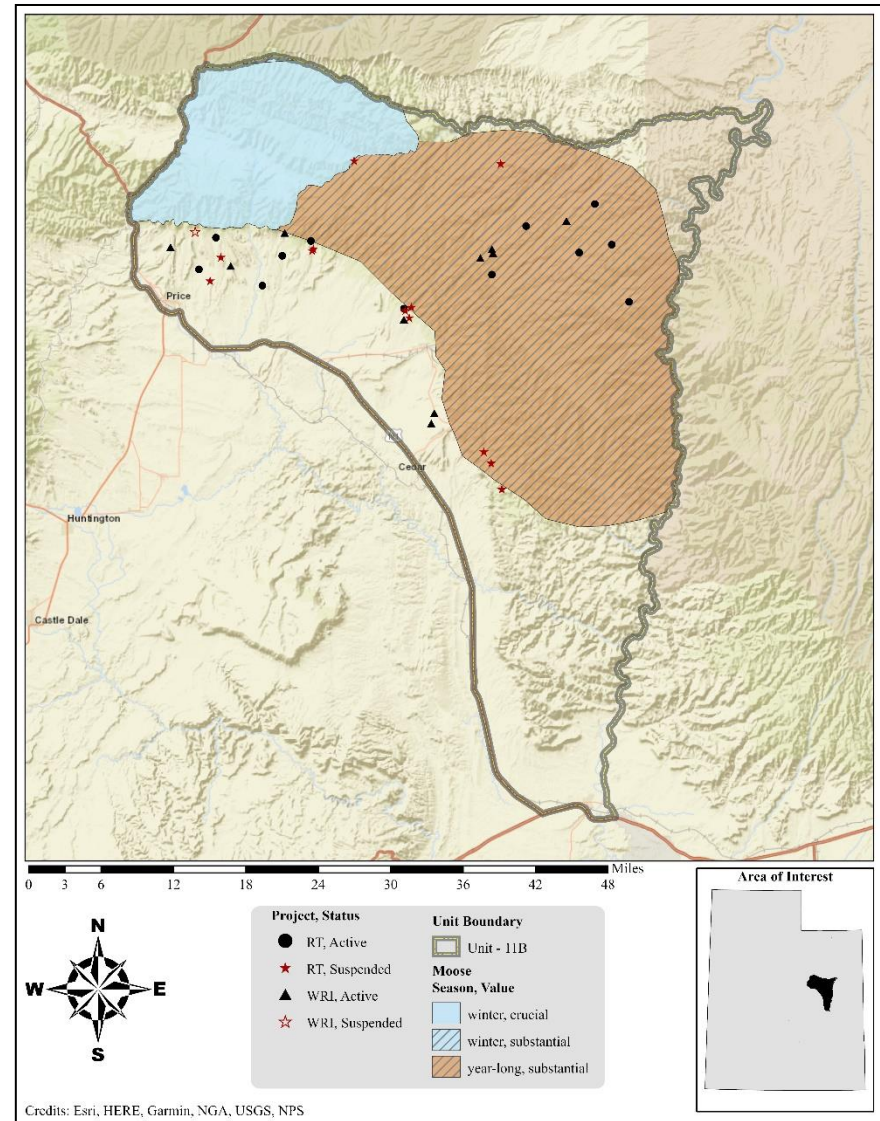 Price
191
Cedar
Huntington
Castle Dale
0 3 6 12 18 24 30 36 42 48 Miles
N
W E
S
Project, Status
RT, Active
RT, Suspended
WRI, Active
WRI, Suspended
Unit Boundary
Unit - 11B
Moose
Season, Value
winter, crucial
winter, substantial
year-long, substantial
Area of Interest
Credits: Esri, HERE, Garmin, NGA, USGS, NPS